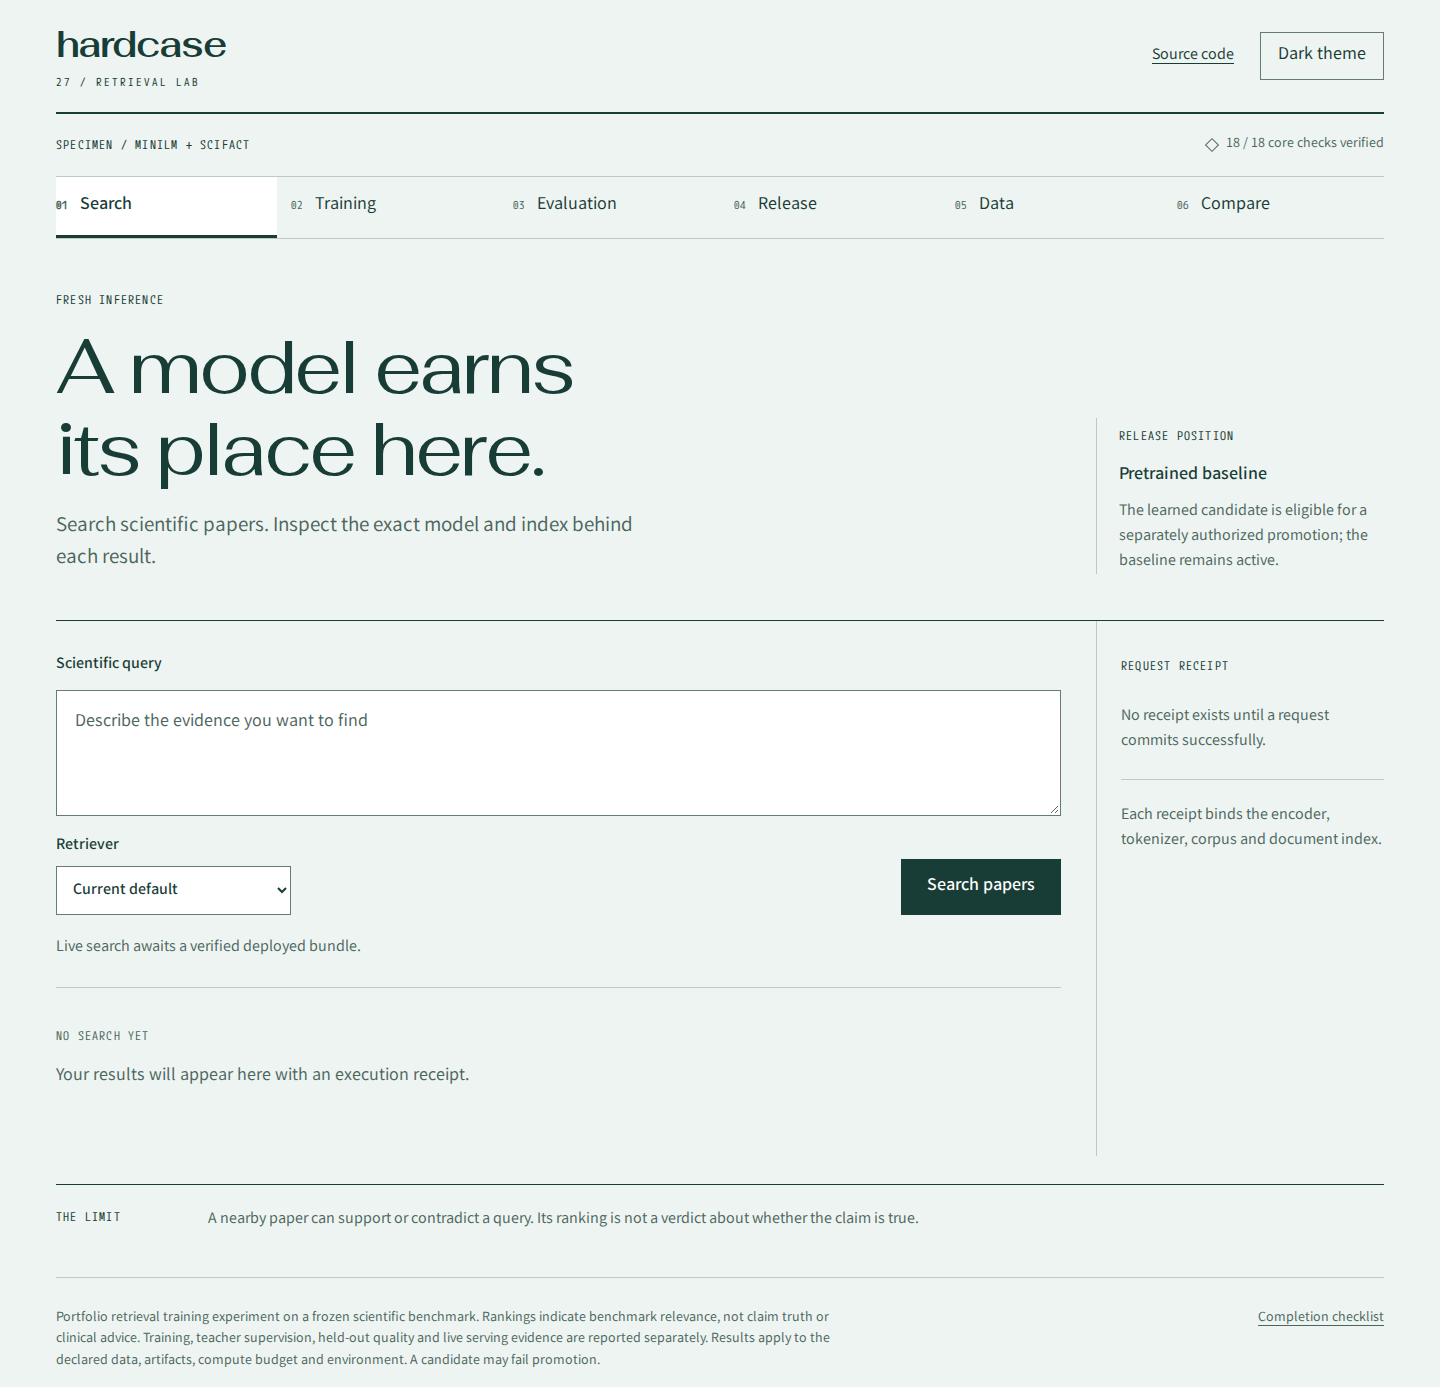 hardcase
27 / RETRIEVAL LAB
Source code
Dark theme
SPECIMEN / MINILM + SCIFACT
18 / 18 core checks verified
01 Search
02 Training
03 Evaluation
04 Release
05 Data
06 Compare
FRESH INFERENCE
A model earns
its place here.
Search scientific papers. Inspect the exact model and index behind
each result.
RELEASE POSITION
Pretrained baseline
The learned candidate is eligible for a
separately authorized promotion; the
baseline remains active.
Scientific query
Describe the evidence you want to find
Retriever
Current default
Search papers
Live search awaits a verified deployed bundle.
NO SEARCH YET
Your results will appear here with an execution receipt.
REQUEST RECEIPT
No receipt exists until a request
commits successfully.
Each receipt binds the encoder,
tokenizer, corpus and document index.
THE LIMIT
A nearby paper can support or contradict a query. Its ranking is not a verdict about whether the claim is true.
Portfolio retrieval training experiment on a frozen scientific benchmark. Rankings indicate benchmark relevance, not claim truth or
clinical advice. Training, teacher supervision, held-out quality and live serving evidence are reported separately. Results apply to the
declared data, artifacts, compute budget and environment. A candidate may fail promotion.
Completion checklist